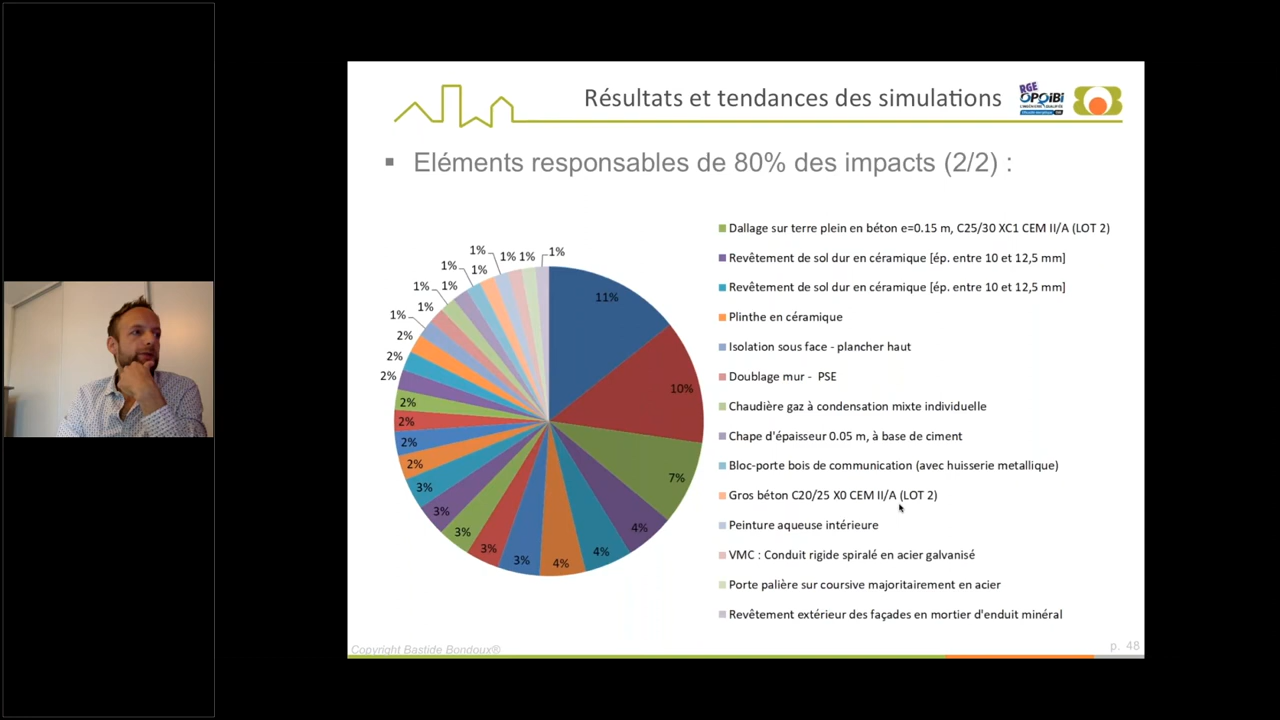 Résultats et tendances des simulations
RGE
OPQiBi
Eléments responsables de 80% des impacts (2/2) :
Dallage sur terre plein en béton e=0.15 m, C25/30 XC1 CEM II/A (LOT 2)
Revêtement de sol dur en céramique [ép. entre 10 et 12,5 mm]
Revêtement de sol dur en céramique [ép. entre 10 et 12,5 mm]
Plinthe en céramique
Isolation sous face - plancher haut
Doublage mur - PSE
Chaudière gaz à condensation mixte individuelle
Chape d'épaisseur 0.05 m, à base de ciment
Bloc-porte bois de communication (avec huisserie metallique)
Gros béton C20/25 X0 CEM II/A (LOT 2)
Peinture aqueuse intérieure
VMC : Conduit rigide spiralé en acier galvanisé
Porte palière sur coursive majoritairement en acier
Revêtement extérieur des façades en mortier d'enduit minéral
11%
10%
7%
4%
4%
4%
3%
3%
3%
3%
3%
2%
2%
2%
2%
2%
2%
2%
1%
1%
1%
1%
1%
1%
1%
1%
1%
1%
Copyright Bastide Bondoux®
p. 48